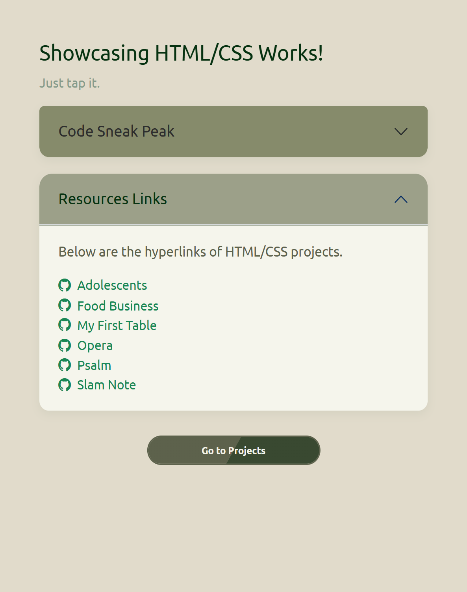 Showcasing HTML/CSS Works!
Just tap it.
Code Sneak Peak
Resources Links
Below are the hyperlinks of HTML/CSS projects.
Adolescents
Food Business
My First Table
Opera
Psalm
Slam Note
Go to Projects